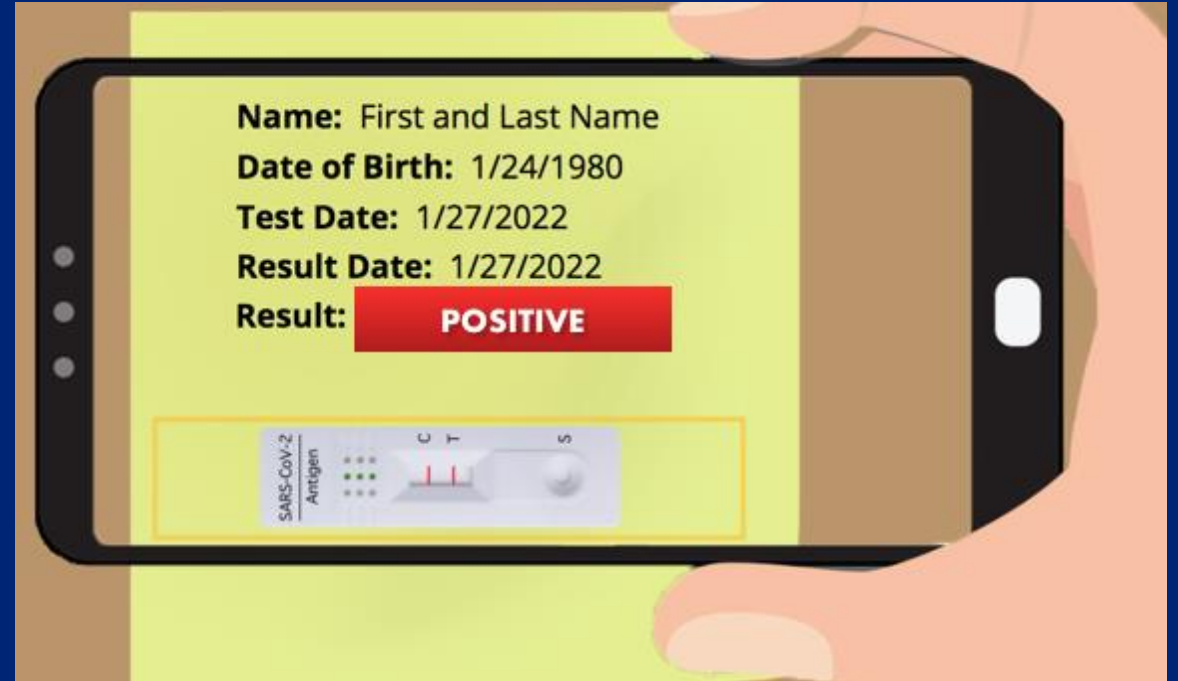 Name: First and Last Name
Date of Birth: 1/24/1980
Test Date: 1/27/2022
Result Date: 1/27/2022
Result: POSITIVE
SARS-CoV-2
Antigen
C T S